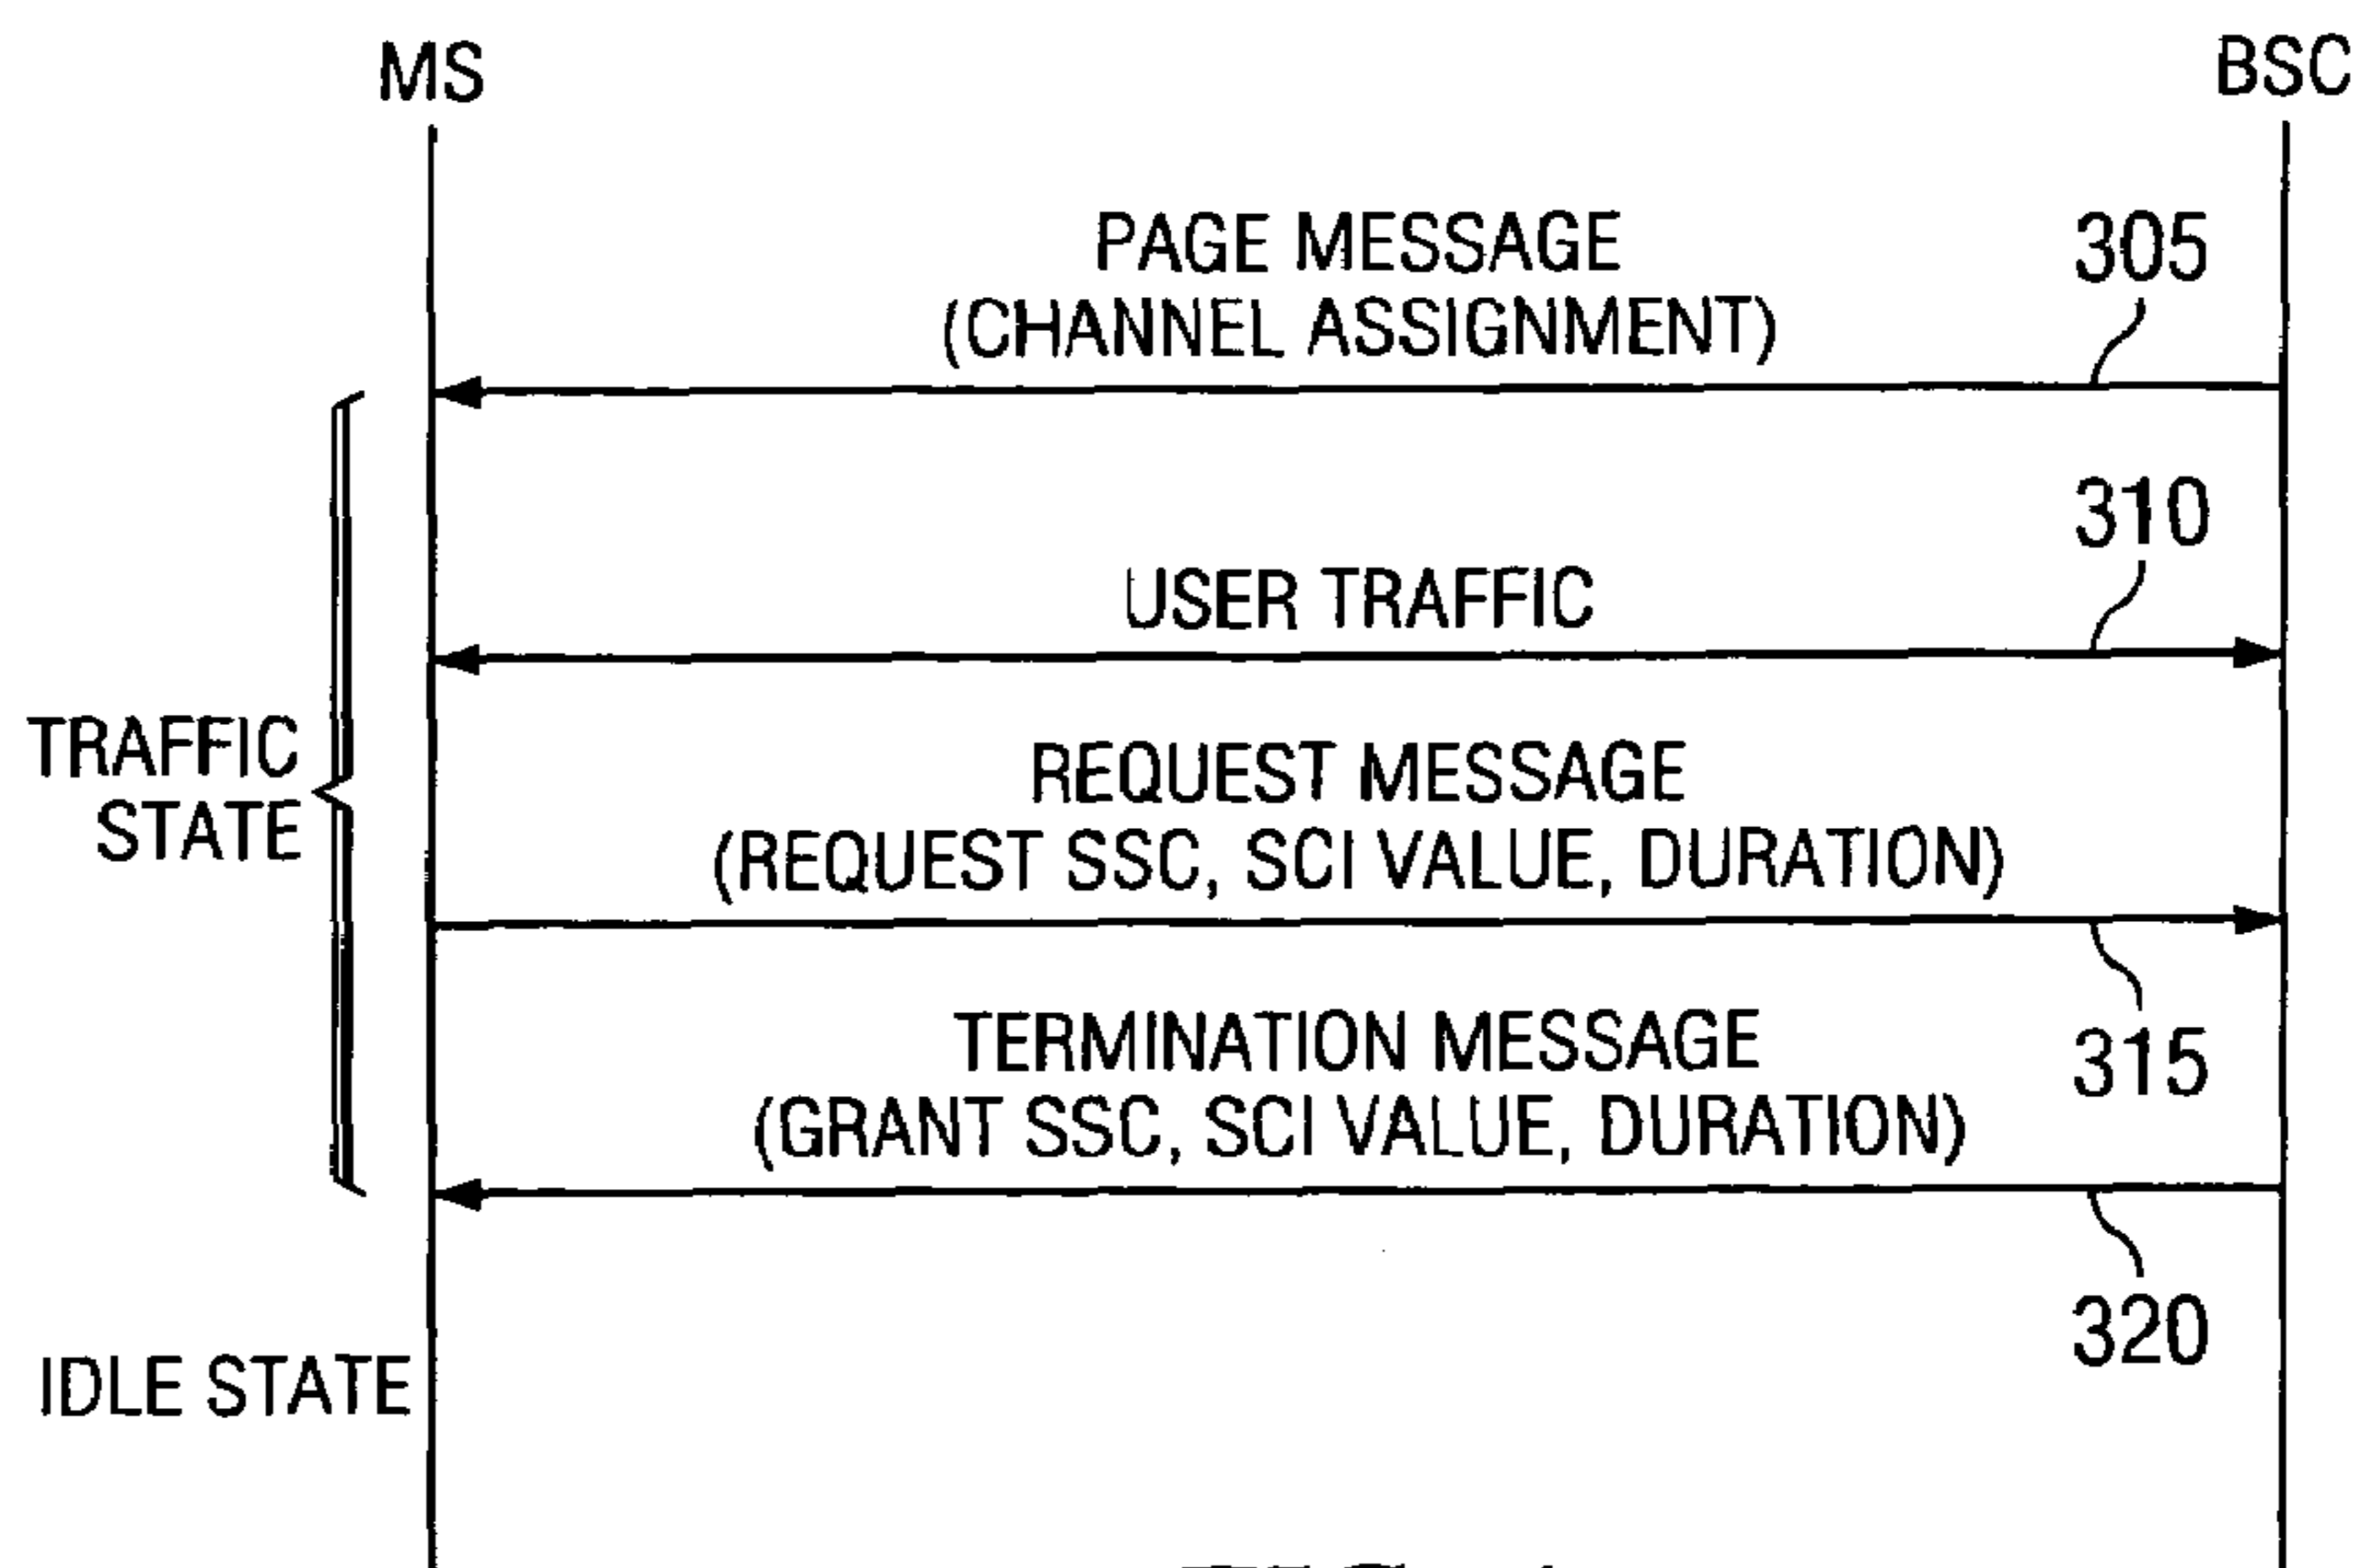 MS
BSC
PAGE MESSAGE
(CHANNEL ASSIGNMENT)
305
310
USER TRAFFIC
TRAFFIC
STATE
REQUEST MESSAGE
(REQUEST SSC, SCI VALUE, DURATION)
315
TERMINATION MESSAGE
(GRANT SSC, SCI VALUE, DURATION)
320
IDLE STATE